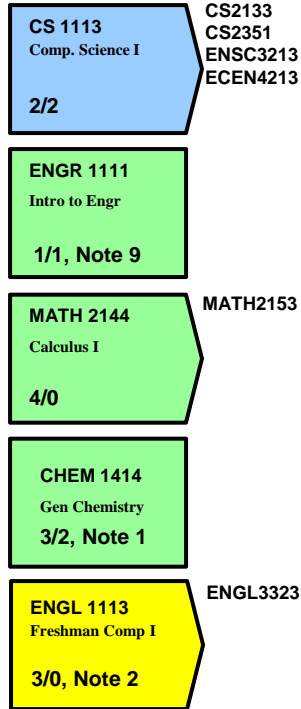 CS 1113
Comp. Science I
2/2
CS2133
CS2351
ENSC3213
ECEN4213
ENGR 1111
Intro to Engr
1/1, Note 9
MATH 2144
Calculus I
4/0
MATH2153
CHEM 1414
Gen Chemistry
3/2, Note 1
ENGL 1113
Freshman Comp I
3/0, Note 2
ENGL3323